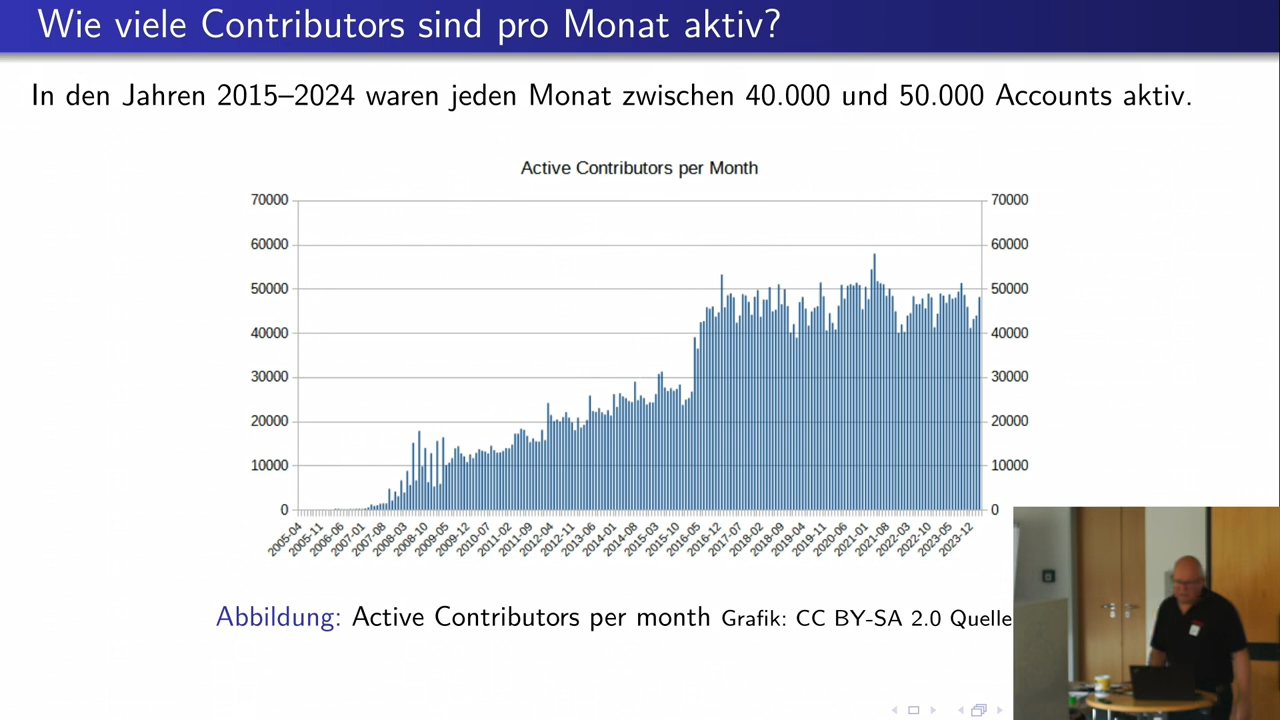 Wie viele Contributors sind pro Monat aktiv?
In den Jahren 2015–2024 waren jeden Monat zwischen 40.000 und 50.000 Accounts aktiv.
Active Contributors per Month
70000 70000
60000 60000
50000 50000
40000 40000
30000 30000
20000 20000
10000 10000
0 0
2005-04 2005-11 2006-06 2007-01 2007-08 2008-03 2008-10 2009-05 2009-12 2010-07 2011-02 2011-09 2012-04 2012-11 2013-06 2014-01 2014-08 2015-03 2015-10 2016-05 2016-12 2017-07 2018-02 2018-09 2019-04 2019-11 2020-06 2021-01 2021-08 2022-03 2022-10 2023-05 2023-12
Abbildung: Active Contributors per month Grafik: CC BY-SA 2.0 Quelle